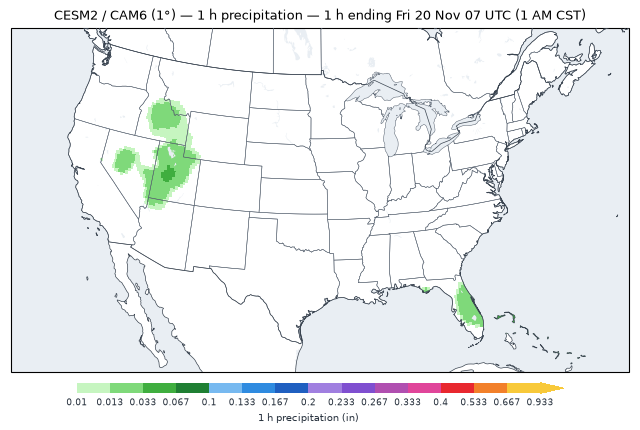 CESM2 / CAM6 (1°) — 1 h precipitation — 1 h ending Fri 20 Nov 07 UTC (1 AM CST)
0.01 0.013 0.033 0.067 0.1 0.133 0.167 0.2 0.233 0.267 0.333 0.4 0.533 0.667 0.933
1 h precipitation (in)